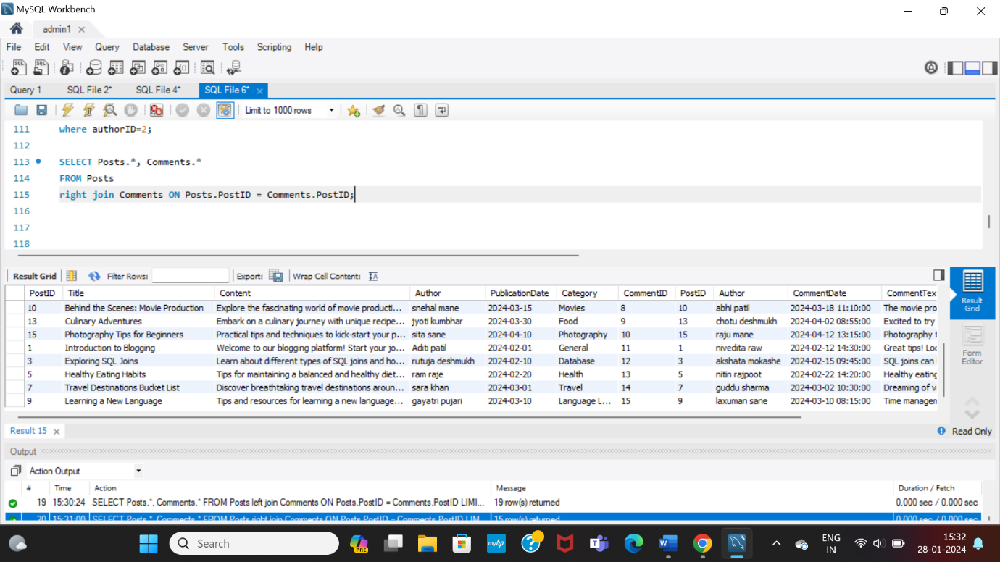 MySQL Workbench
admin1
File Edit View Query Database Server Tools Scripting Help
Query 1 SQL File 2* SQL File 4* SQL File 6*
Limit to 1000 rows
111 where authorID=2;
112
113 SELECT Posts.*, Comments.*
114 FROM Posts
115 right join Comments ON Posts.PostID = Comments.PostID;
116
117
118
Result Grid Filter Rows: Export: Wrap Cell Content:
PostID Title Content Author PublicationDate Category CommentID PostID Author CommentDate CommentTex
10 Behind the Scenes: Movie Production Explore the fascinating world of movie producti... snehal mane 2024-03-15 Movies 8 10 abhi patil 2024-03-18 11:10:00 The movie pro
13 Culinary Adventures Embark on a culinary journey with unique recipe... jyoti kumbhar 2024-03-30 Food 9 13 chotu deshmukh 2024-04-02 08:55:00 Excited to try
15 Photography Tips for Beginners Practical tips and techniques to kick-start your p... sita sane 2024-04-10 Photography 10 15 raju mane 2024-04-12 13:15:00 Photography t
1 Introduction to Blogging Welcome to our blogging platform! Start your jo... Aditi patil 2024-02-01 General 11 1 nivedita raw 2024-02-12 14:30:00 Great tips! Loo
3 Exploring SQL Joins Learn about different types of SQL joins and ho... rutuja deshmukh 2024-02-10 Database 12 3 akshata mokashe 2024-02-15 09:45:00 SQL joins can
5 Healthy Eating Habits Tips for maintaining a balanced and healthy diet... ram raje 2024-02-20 Health 13 5 nitin rajpoot 2024-02-22 14:20:00 Healthy eating
7 Travel Destinations Bucket List Discover breathtaking travel destinations aroun... sara khan 2024-03-01 Travel 14 7 guddu sharma 2024-03-02 10:30:00 Dreaming of v
9 Learning a New Language Tips and resources for learning a new language... gayatri pujari 2024-03-10 Language L... 15 9 laxuman sane 2024-03-10 08:15:00 Time managen
Result
Grid
Form
Editor
Result 15
Read Only
Output
Action Output
# Time Action Message Duration / Fetch
19 15:30:24 SELECT Posts.*, Comments.* FROM Posts left join Comments ON Posts.PostID = Comments.PostID LIMI... 19 row(s) returned 0.000 sec / 0.000 sec
20 15:31:00 SELECT Posts.*, Comments.* FROM Posts right join Comments ON Posts.PostID = Comments.PostID LIM... 15 row(s) returned 0.000 sec / 0.000 sec
Search
PRE
myhp
ENG
IN
15:32
28-01-2024